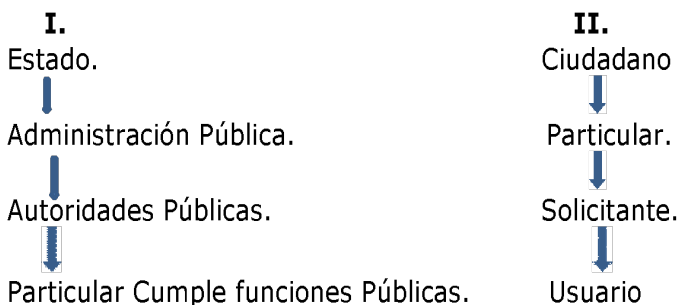 I.
Estado.
Administración Pública.
Autoridades Públicas.
Particular Cumple funciones Públicas.
II.
Ciudadano
Particular.
Solicitante.
Usuario